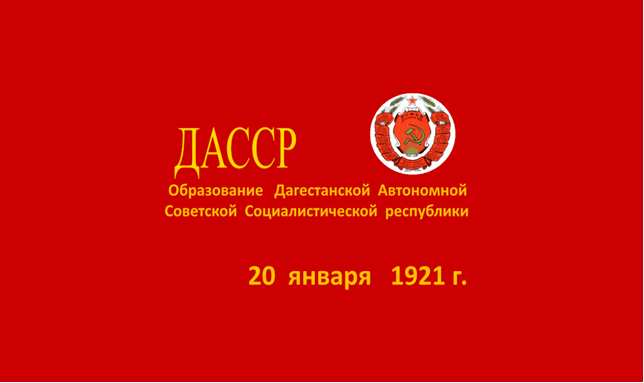 ДАССР
Образование Дагестанской Автономной
Советской Социалистической республики
20 января 1921 г.